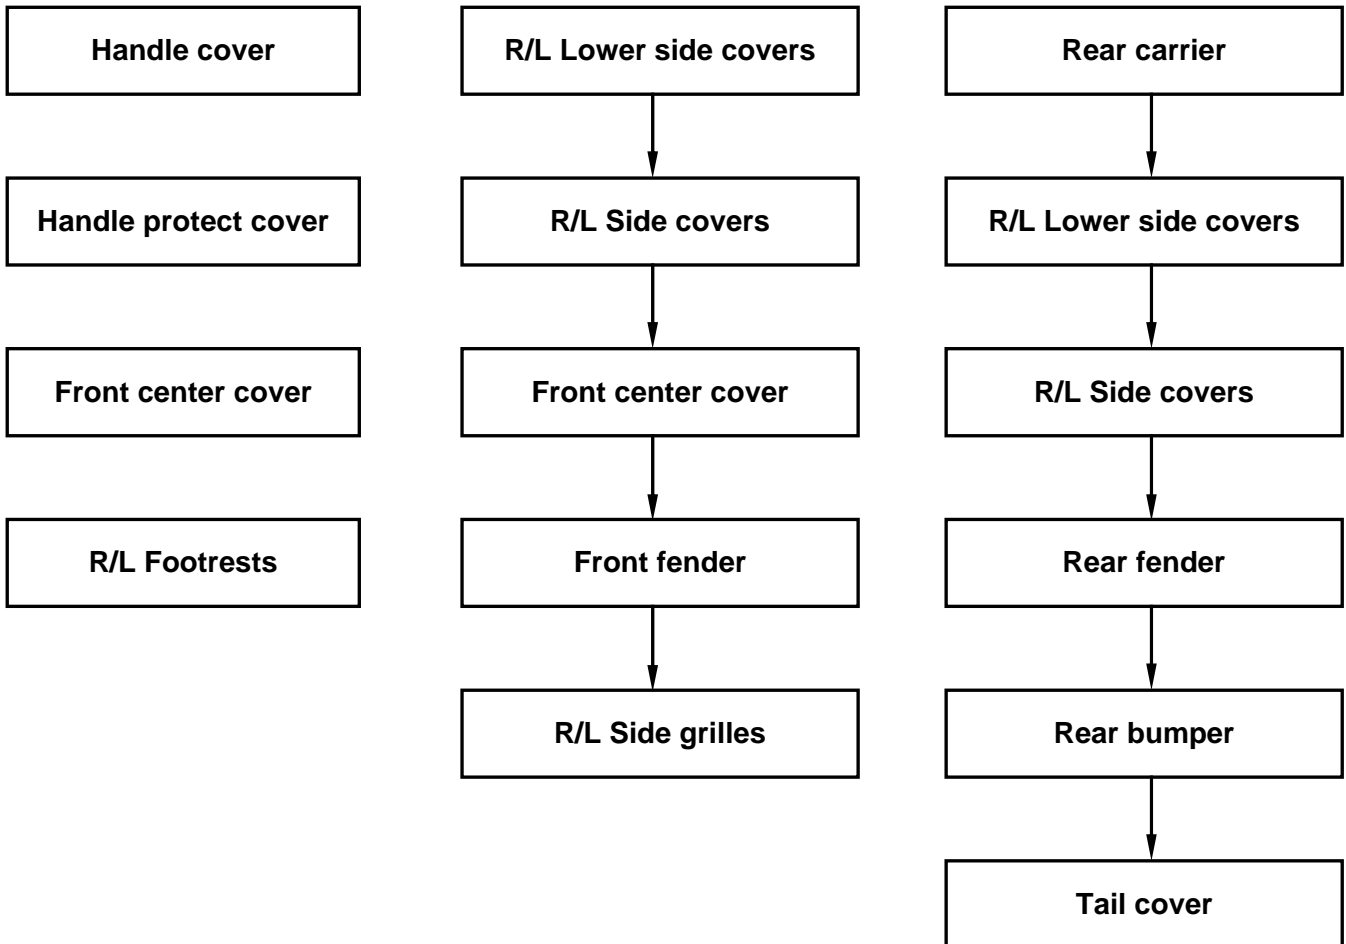 Handle cover
R/L Lower side covers
Rear carrier
Handle protect cover
R/L Side covers
R/L Lower side covers
Front center cover
Front center cover
R/L Side covers
R/L Footrests
Front fender
Rear fender
R/L Side grilles
Rear bumper
Tail cover